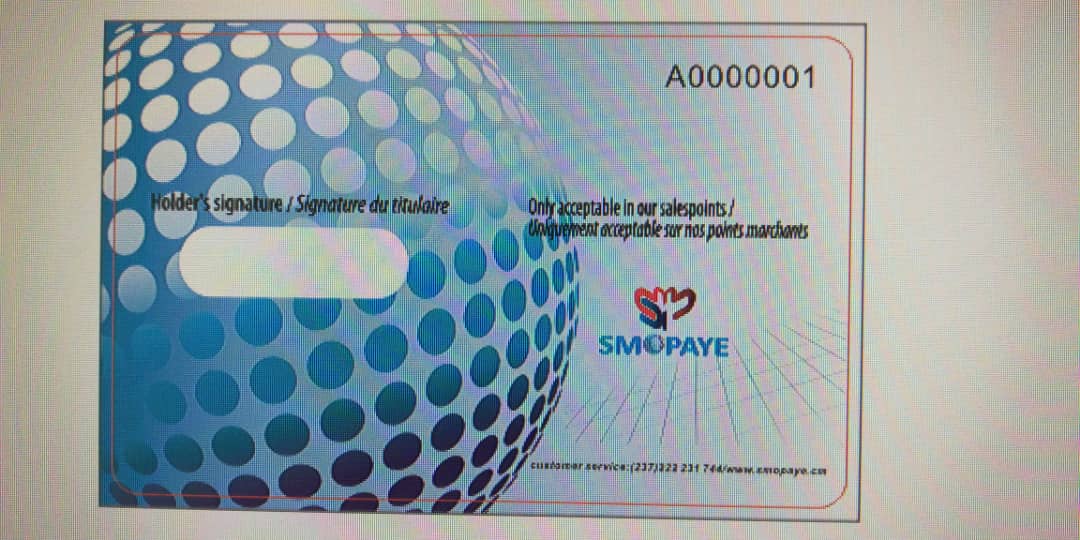 A0000001
Holder's signature / Signature du titulaire
Only acceptable in our salespoints /
Uniquement acceptable sur nos points marchants
SMOPAYE
customer service:(237)222 231 744/www.smopaye.cm